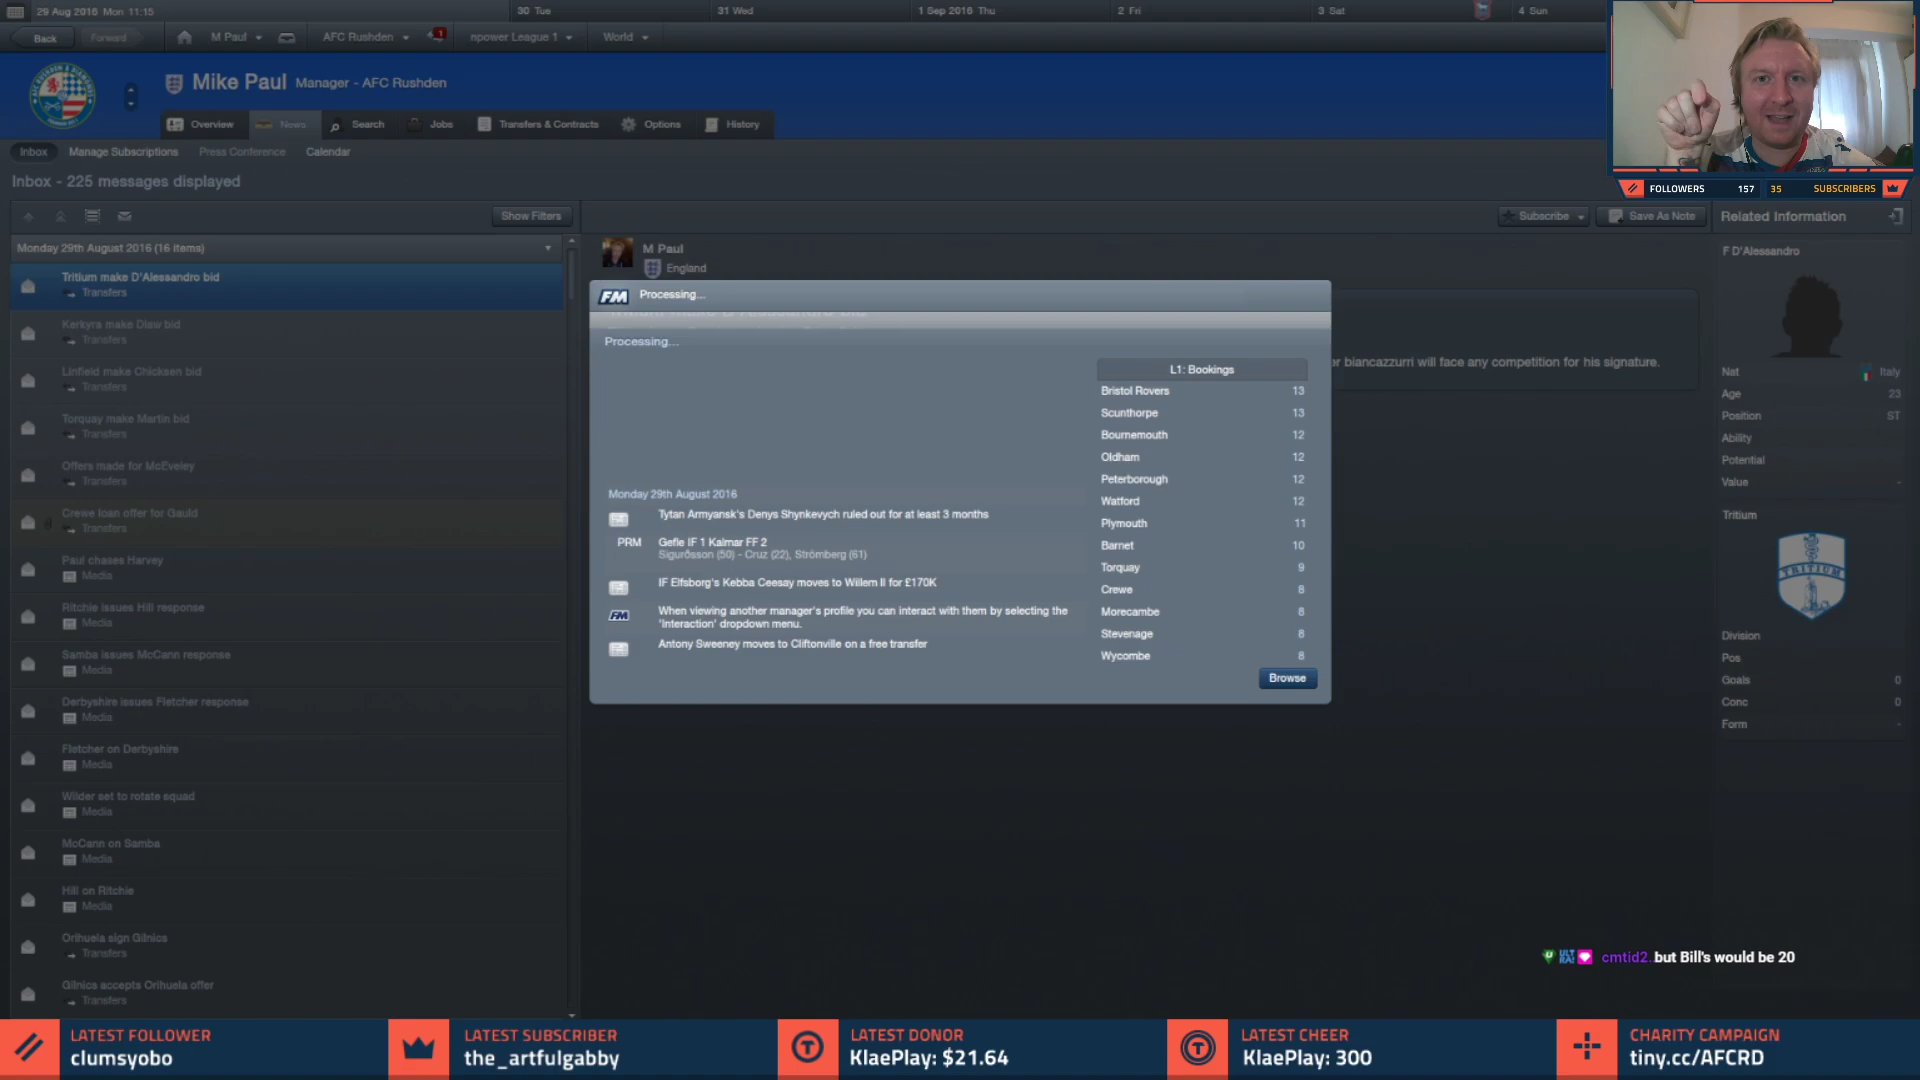 29 Aug 2016 Mon 11:15
30 Tue
31 Wed
1 Sep 2016 Thu
2 Fri
3 Sat
4 Sun
Back
Forward
M Paul
AFC Rushden
1
npower League 1
World
Mike Paul Manager - AFC Rushden
Overview
News
Search
Jobs
Transfers & Contracts
Options
History
Inbox
Manage Subscriptions
Press Conference
Calendar
Inbox - 225 messages displayed
FOLLOWERS 157 35 SUBSCRIBERS
Show Filters
Subscribe
Save As Note
Related Information
Monday 29th August 2016 (16 items)
Tritium make D'Alessandro bid
Transfers
Kerkyra make Diaw bid
Transfers
Linfield make Chicksen bid
Transfers
Torquay make Martin bid
Transfers
Offers made for McEveley
Transfers
Crewe loan offer for Gauld
Transfers
Paul chases Harvey
Media
Ritchie issues Hill response
Media
Samba issues McCann response
Media
Derbyshire issues Fletcher response
Media
Fletcher on Derbyshire
Media
Wilder set to rotate squad
Media
McCann on Samba
Media
Hill on Ritchie
Media
Orihuela sign Gilnics
Transfers
Gilnics accepts Orihuela offer
Transfers
M Paul
England
FM Processing...
Processing...
Monday 29th August 2016
Tytan Armyansk's Denys Shynkevych ruled out for at least 3 months
PRM Gefle IF 1 Kalmar FF 2
Sigurðsson (50) - Cruz (22), Strömberg (61)
IF Elfsborg's Kebba Ceesay moves to Willem II for £170K
FM When viewing another manager's profile you can interact with them by selecting the
'Interaction' dropdown menu.
Antony Sweeney moves to Cliftonville on a free transfer
L1: Bookings
Bristol Rovers 13
Scunthorpe 13
Bournemouth 12
Oldham 12
Peterborough 12
Watford 12
Plymouth 11
Barnet 10
Torquay 9
Crewe 8
Morecambe 8
Stevenage 8
Wycombe 8
Browse
r biancazzurri will face any competition for his signature.
F D'Alessandro
Nat Italy
Age 23
Position ST
Ability
Potential
Value -
Tritium
TRITIUM
Division
Pos
Goals 0
Conc 0
Form -
cmtid2..but Bill's would be 20
LATEST FOLLOWER
clumsyobo
LATEST SUBSCRIBER
the_artfulgabby
LATEST DONOR
KlaePlay: $21.64
LATEST CHEER
KlaePlay: 300
CHARITY CAMPAIGN
tiny.cc/AFCRD